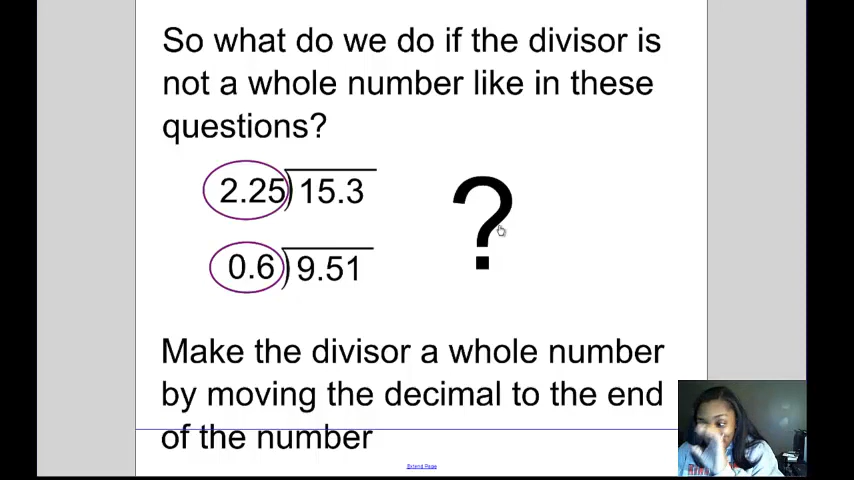 So what do we do if the divisor is
not a whole number like in these
questions?
2.25)15.3
?
0.6)9.51
Make the divisor a whole number
by moving the decimal to the end
of the number
Extend Page